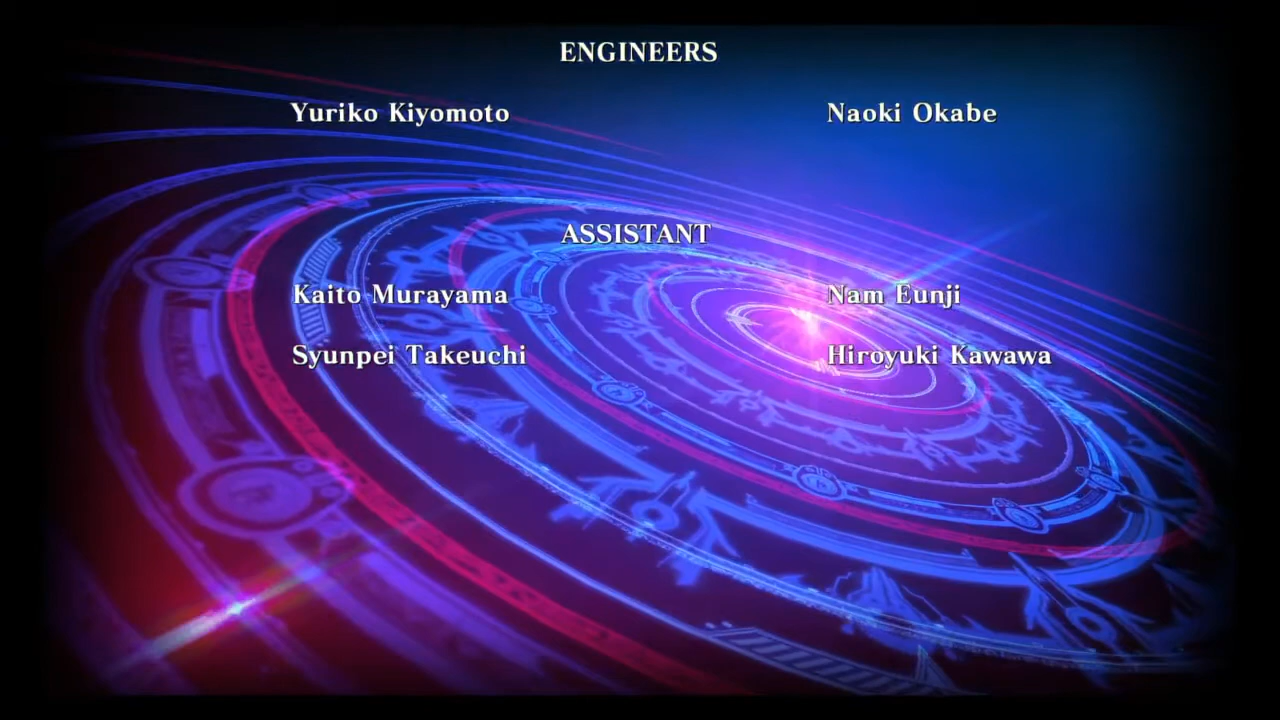 ENGINEERS
Yuriko Kiyomoto Naoki Okabe
ASSISTANT
Kaito Murayama Nam Eunji
Syunpei Takeuchi Hiroyuki Kawawa